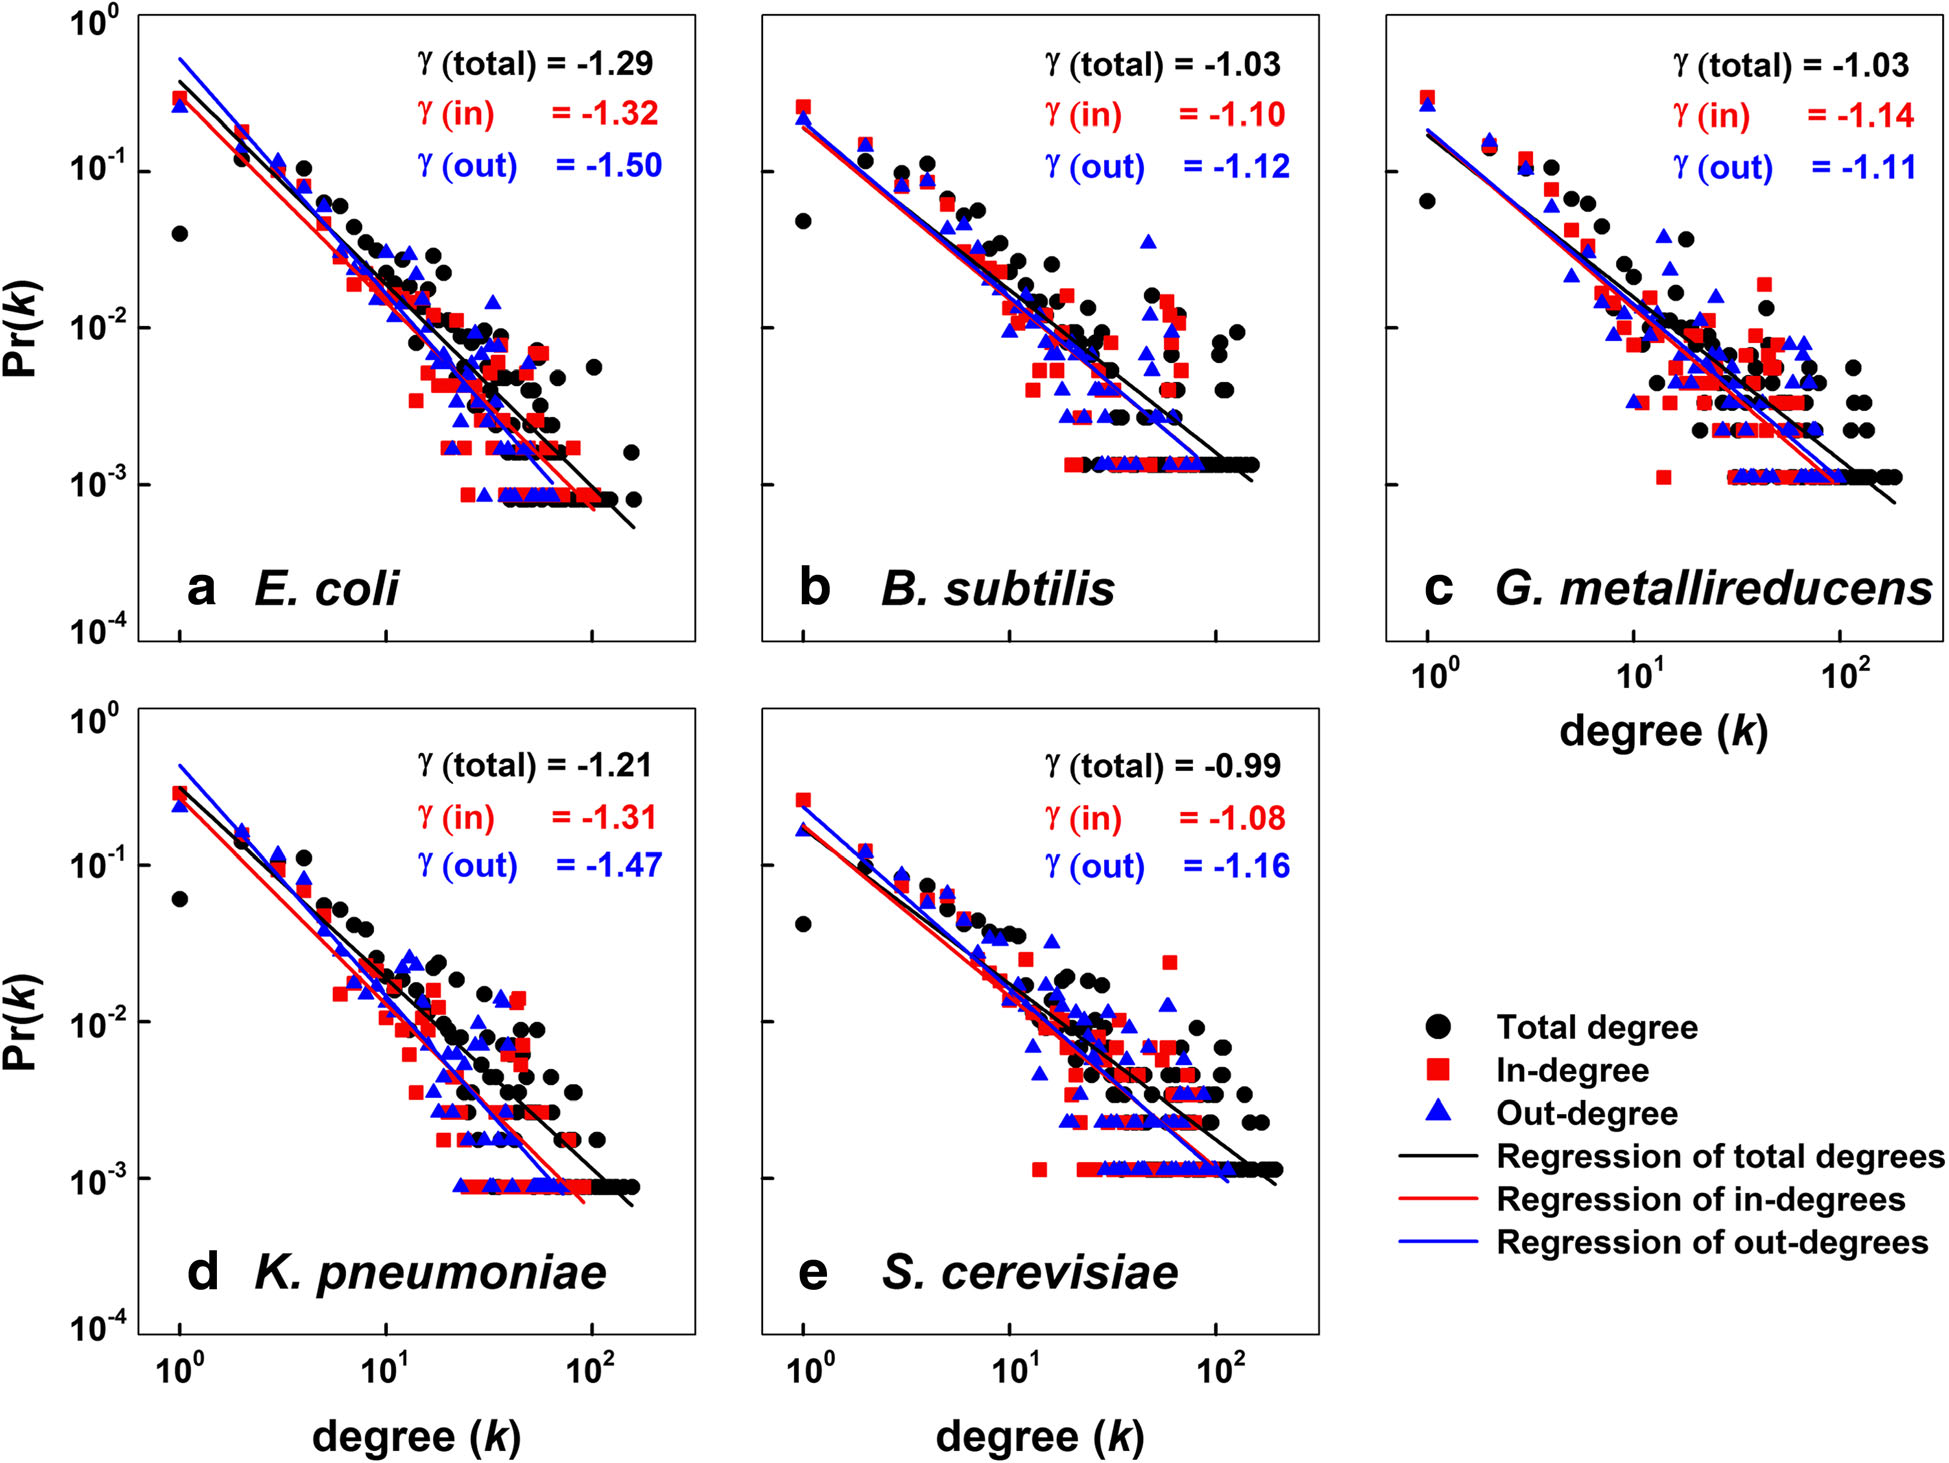 γ (total) = -1.29
γ (in) = -1.32
γ (out) = -1.50
a E. coli
10^0
10^-1
10^-2
10^-3
10^-4
Pr(k)
γ (total) = -1.03
γ (in) = -1.10
γ (out) = -1.12
b B. subtilis
γ (total) = -1.03
γ (in) = -1.14
γ (out) = -1.11
c G. metallireducens
10^0 10^1 10^2
degree (k)
γ (total) = -1.21
γ (in) = -1.31
γ (out) = -1.47
d K. pneumoniae
10^0
10^-1
10^-2
10^-3
10^-4
Pr(k)
10^0 10^1 10^2
degree (k)
γ (total) = -0.99
γ (in) = -1.08
γ (out) = -1.16
e S. cerevisiae
10^0 10^1 10^2
degree (k)
Total degree
In-degree
Out-degree
Regression of total degrees
Regression of in-degrees
Regression of out-degrees